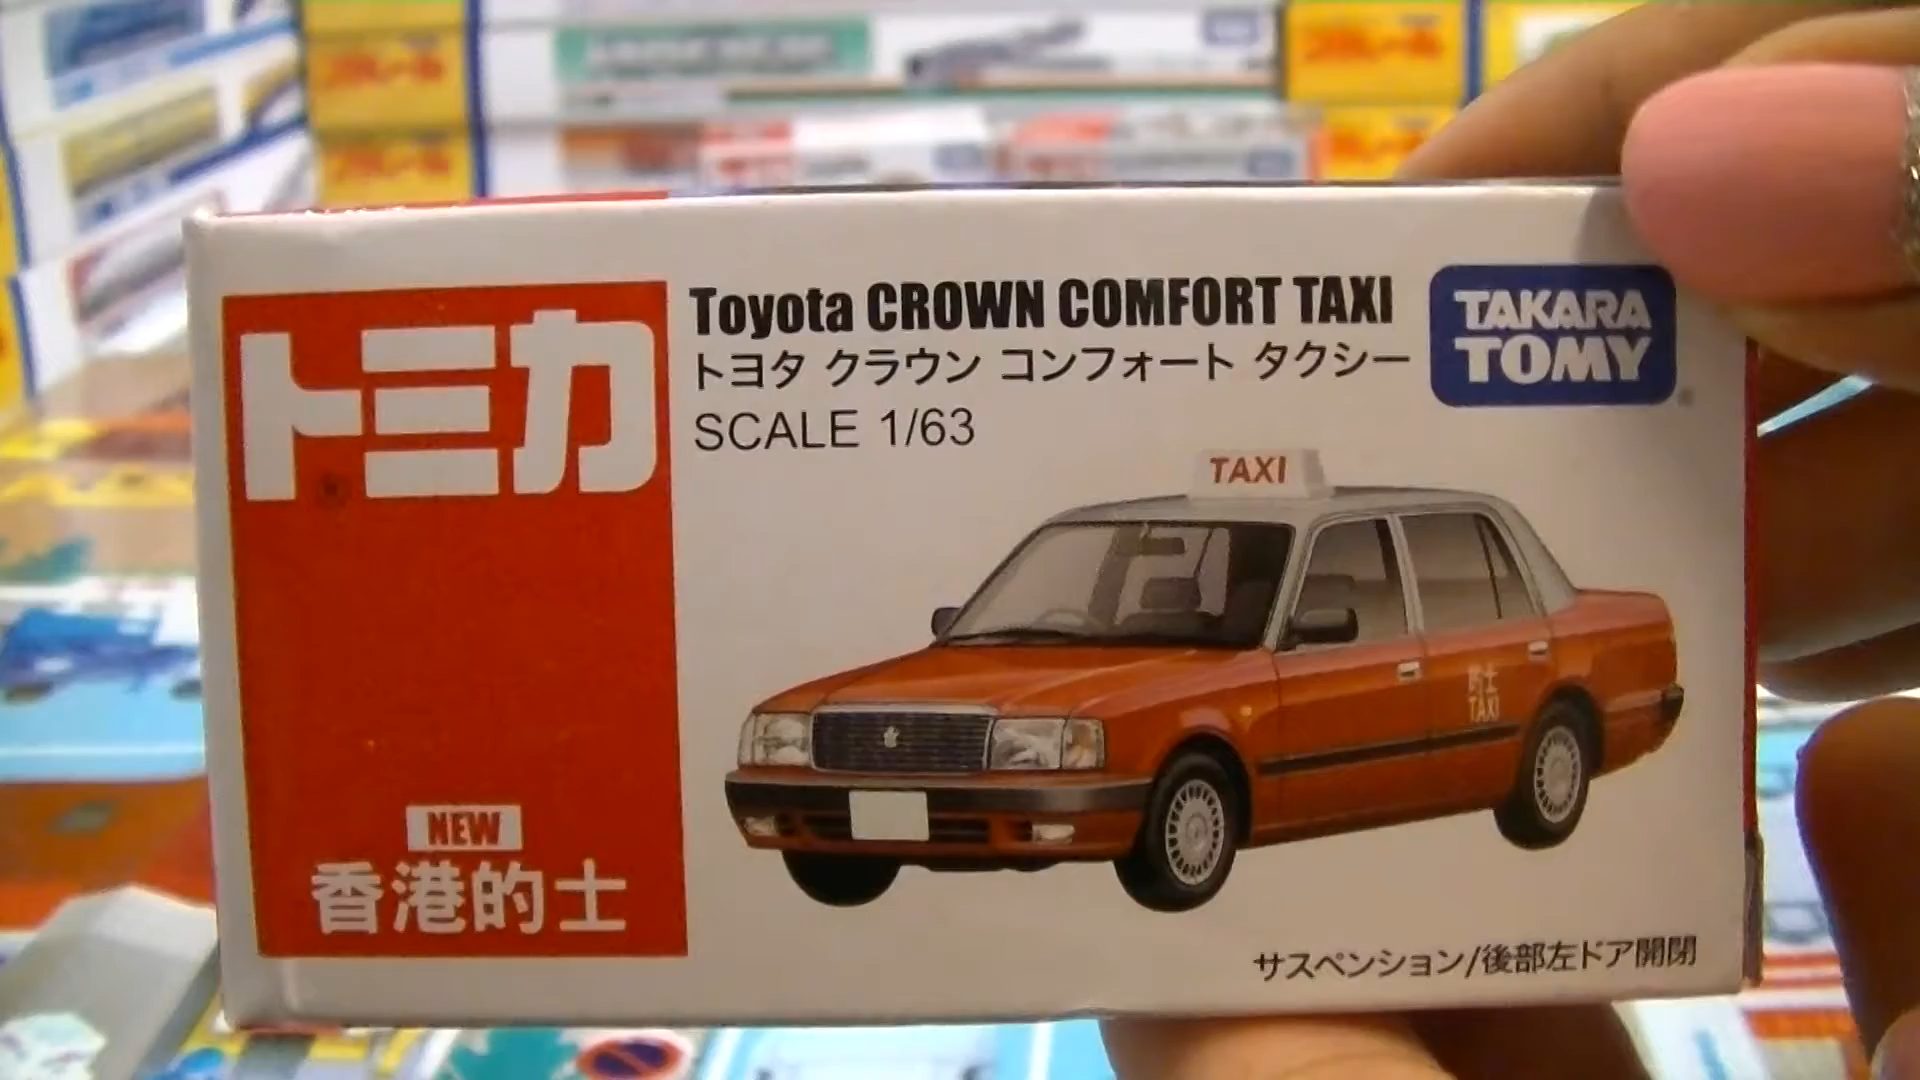 トミカ
Toyota CROWN COMFORT TAXI
トヨタ クラウン コンフォート タクシー
SCALE 1/63
TAKARA
TOMY
TAXI
的士
TAXI
NEW
香港的士
サスペンション/後部左ドア開閉